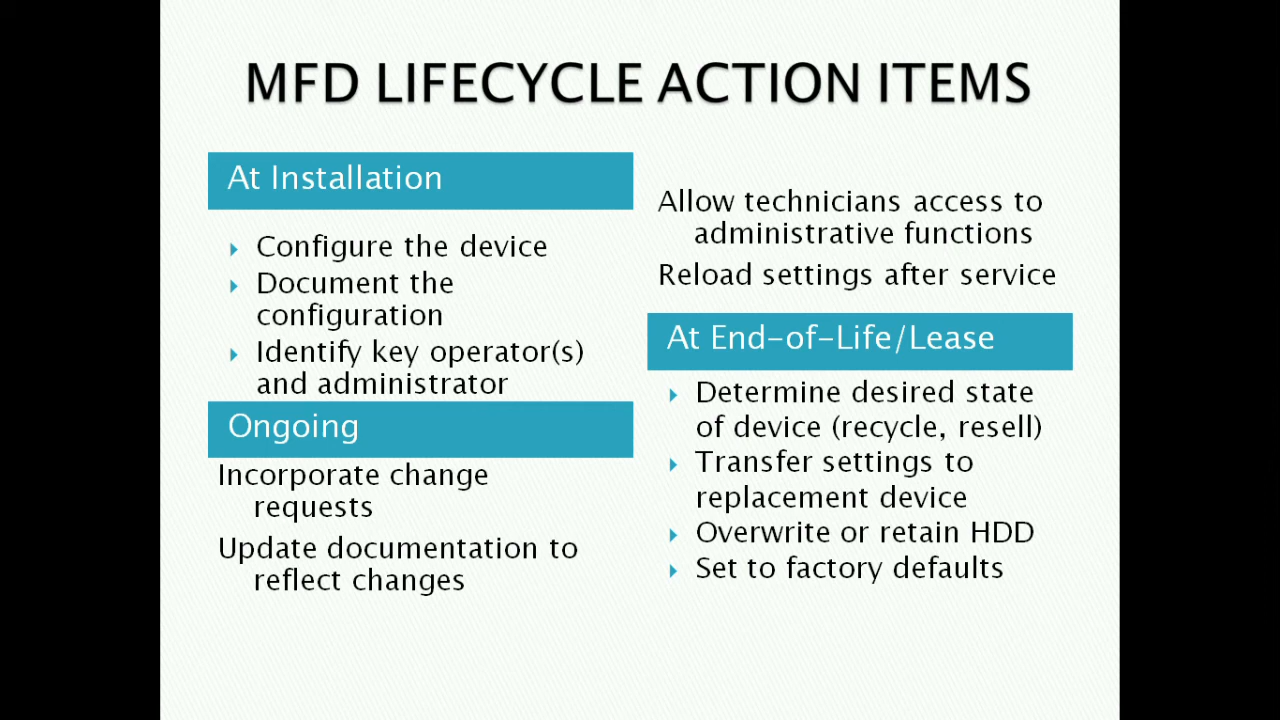 MFD LIFECYCLE ACTION ITEMS
At Installation
Configure the device
Document the
configuration
Identify key operator(s)
and administrator
Ongoing
Incorporate change
requests
Update documentation to
reflect changes
Allow technicians access to
administrative functions
Reload settings after service
At End-of-Life/Lease
Determine desired state
of device (recycle, resell)
Transfer settings to
replacement device
Overwrite or retain HDD
Set to factory defaults